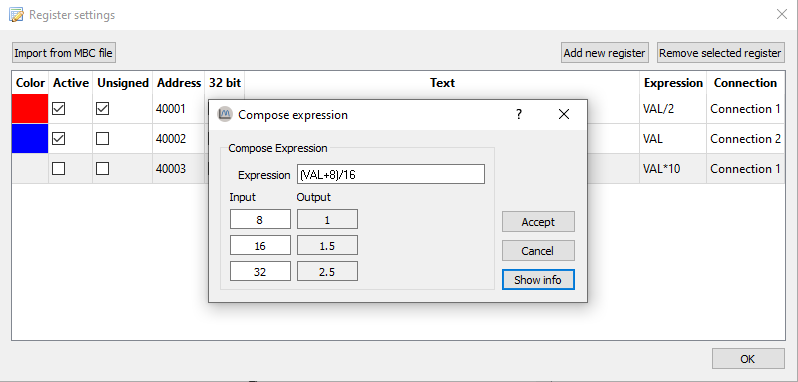 Register settings
Import from MBC file
Add new register
Remove selected register
Color Active Unsigned Address 32 bit Text Expression Connection
40001 VAL/2 Connection 1
40002 VAL Connection 2
40003 VAL*10 Connection 1
Compose expression
?
Compose Expression
Expression (VAL+8)/16
Input Output
8 1
16 1.5
32 2.5
Accept
Cancel
Show info
OK